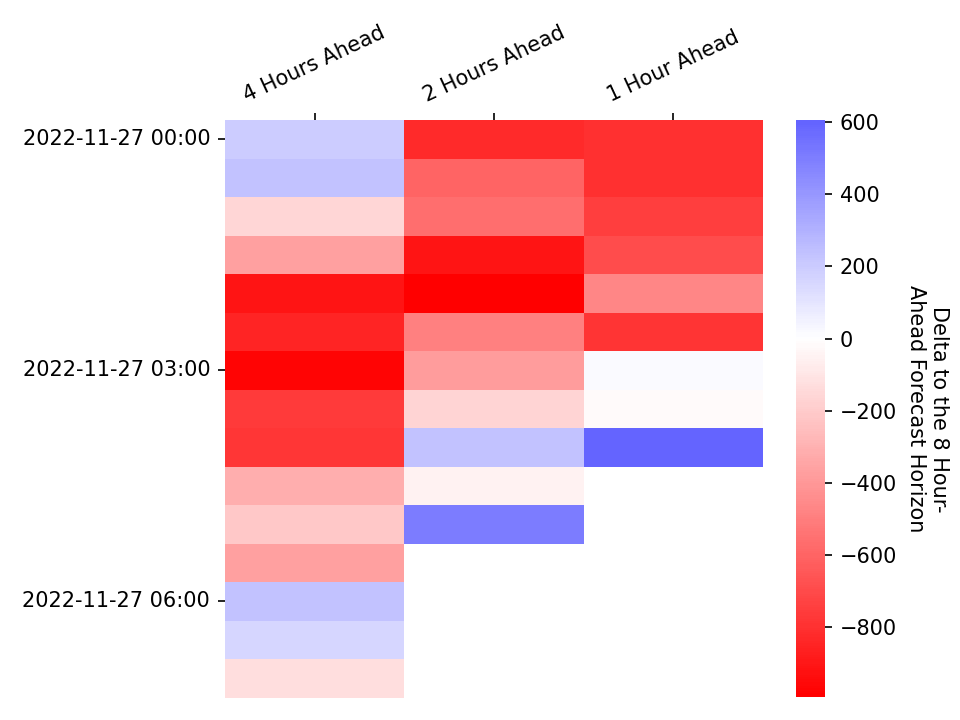 4 Hours Ahead
2 Hours Ahead
1 Hour Ahead
2022-11-27 00:00
2022-11-27 03:00
2022-11-27 06:00
600
400
200
0
−200
−400
−600
−800
Delta to the 8 Hour-
Ahead Forecast Horizon